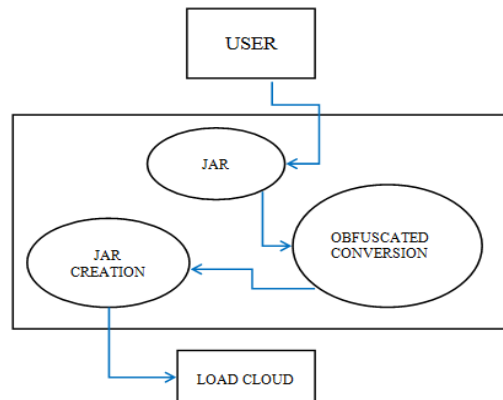 USER
JAR
OBFUSCATED
CONVERSION
JAR
CREATION
LOAD CLOUD